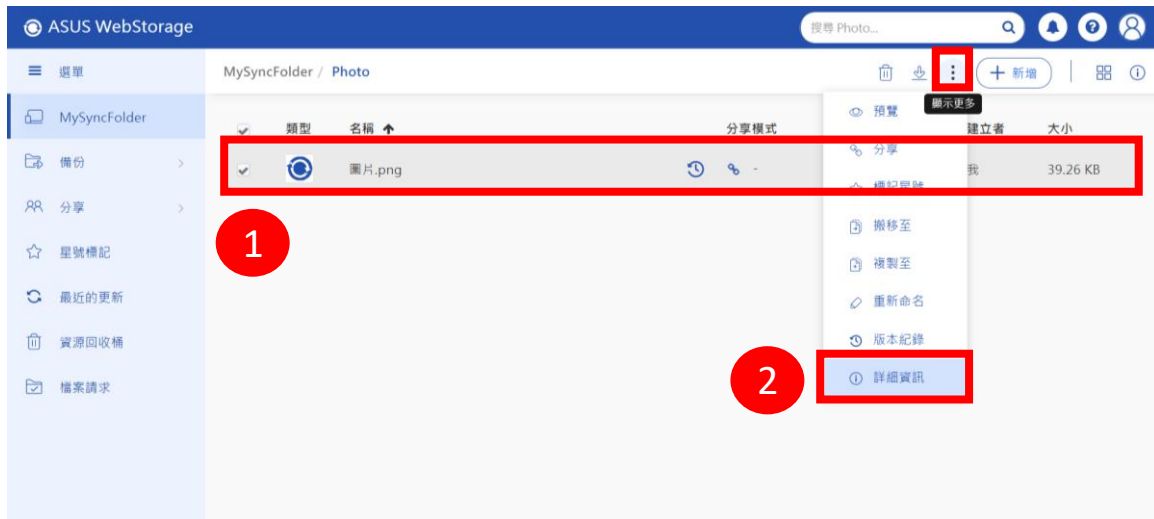 ASUS WebStorage
搜尋 Photo...
選單
MySyncFolder / Photo
新增
顯示更多
MySyncFolder
備份
分享
星號標記
最近的更新
資源回收桶
檔案請求
類型 名稱 分享模式 建立者 大小
圖片.png - 我 39.26 KB
預覽
分享
標記星號
搬移至
複製至
重新命名
版本紀錄
詳細資訊
1
2